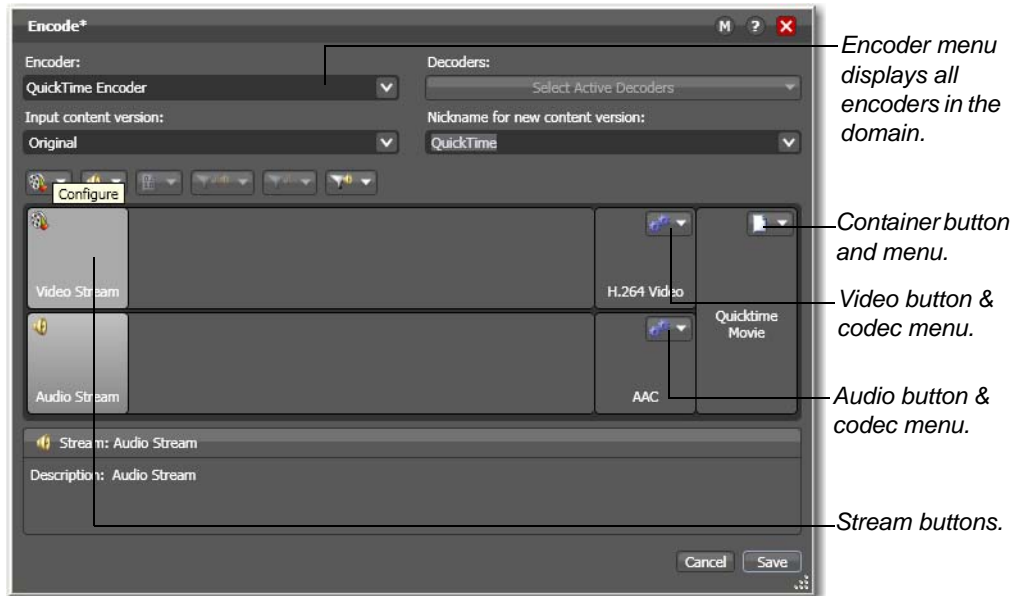 Encode*
M ?
Encoder:
Decoders:
QuickTime Encoder
Select Active Decoders
Input content version:
Nickname for new content version:
Original
QuickTime
Configure
Video Stream
H.264 Video
Quicktime
Movie
Audio Stream
AAC
Stream: Audio Stream
Description: Audio Stream
Cancel
Save
Encoder menu
displays all
encoders in the
domain.
Container button
and menu.
Video button &
codec menu.
Audio button &
codec menu.
Stream buttons.